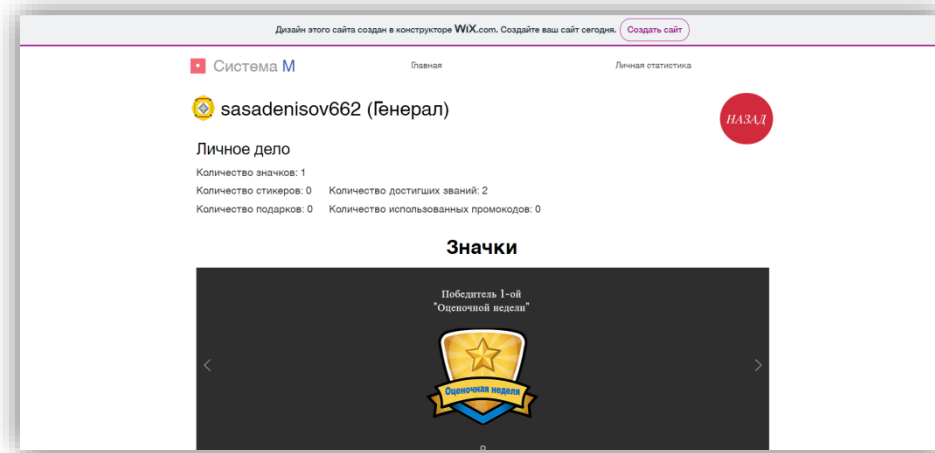 Дизайн этого сайта создан в конструкторе WiX.com. Создайте ваш сайт сегодня. Создать сайт
Система М Главная Личная статистика
sasadenisov662 (Генерал)
НАЗАД
Личное дело
Количество значков: 1
Количество стикеров: 0 Количество достигших званий: 2
Количество подарков: 0 Количество использованных промокодов: 0
Значки
Победитель 1-ой
"Оценочной недели"
Оценочная неделя